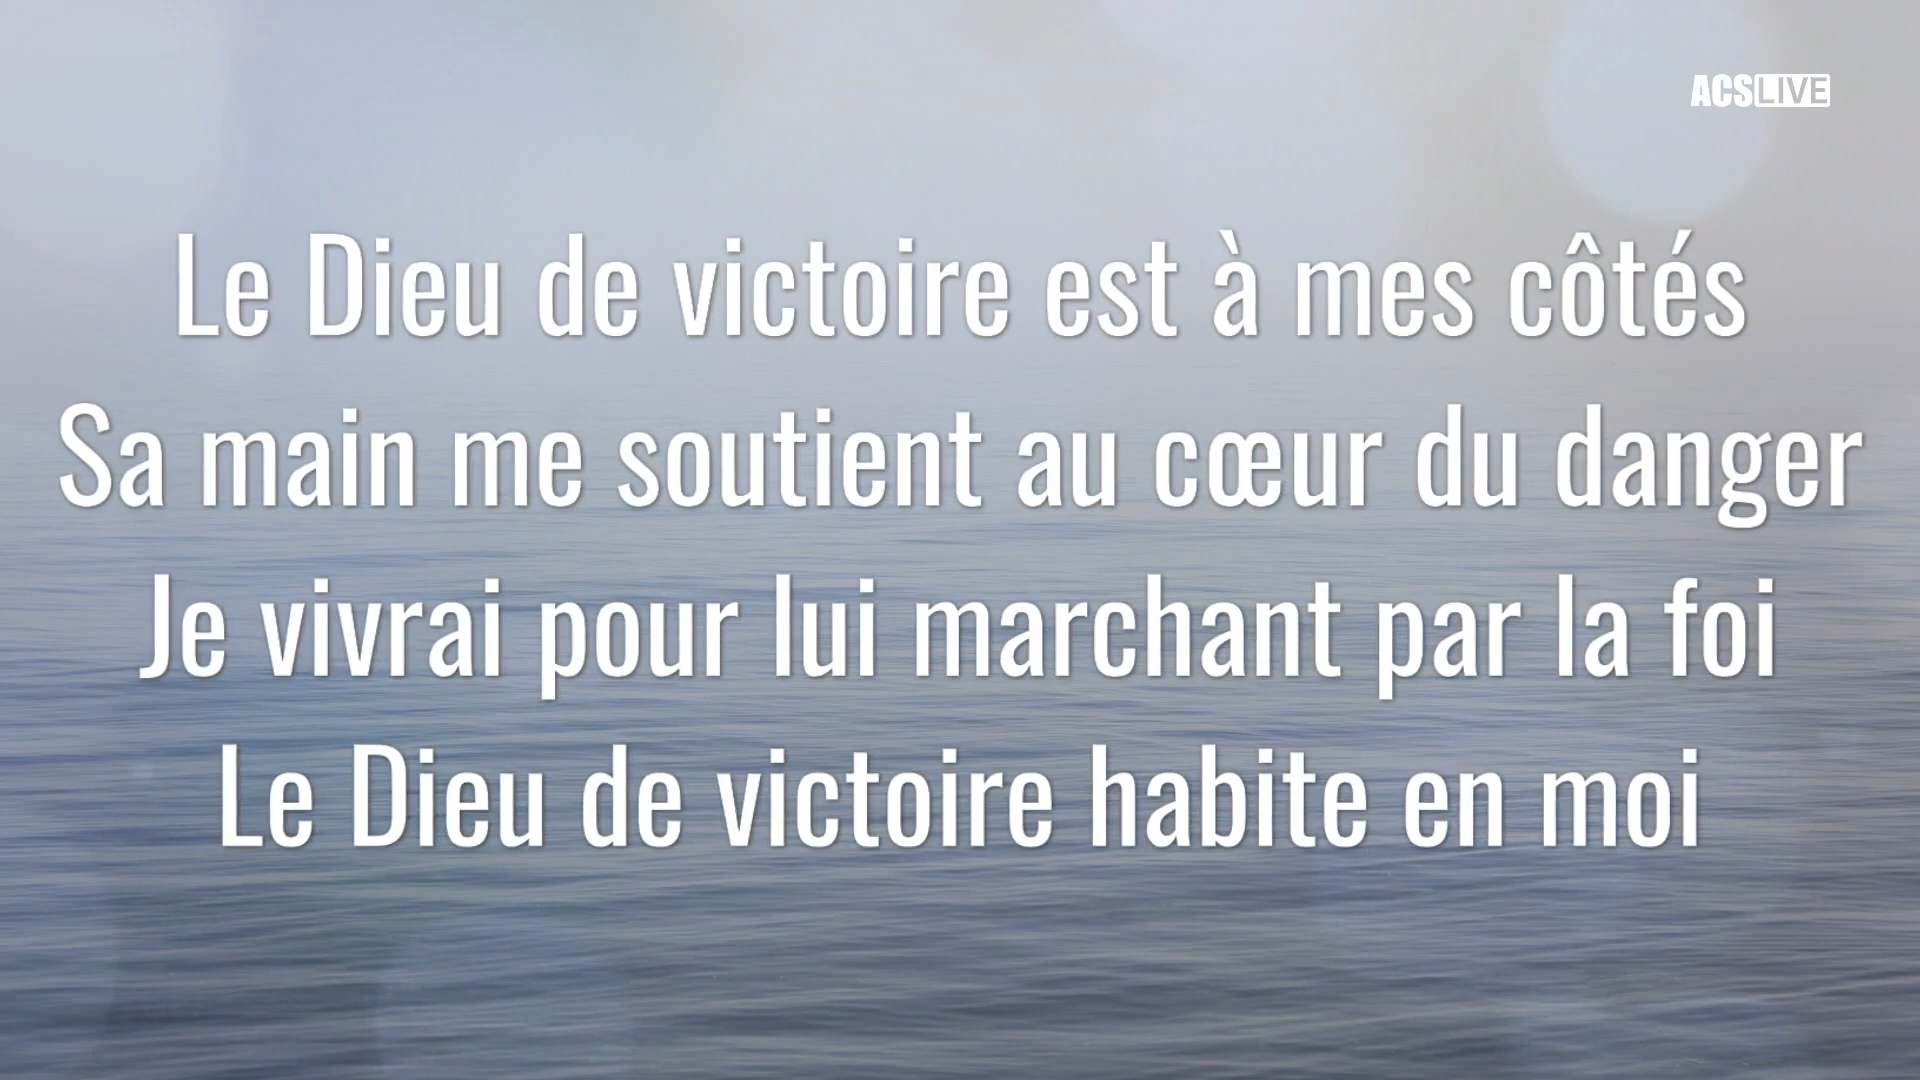 ACSLIVE
Le Dieu de victoire est à mes côtés
Sa main me soutient au cœur du danger
Je vivrai pour lui marchant par la foi
Le Dieu de victoire habite en moi